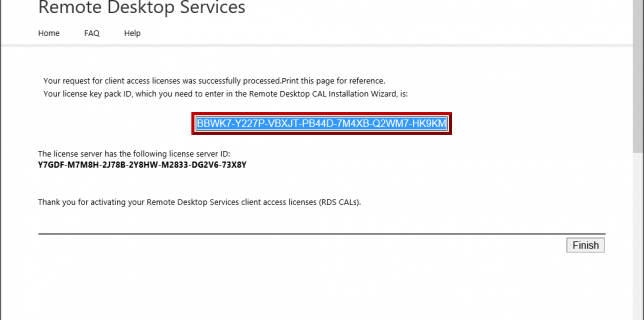 Remote Desktop Services
Home FAQ Help
Your request for client access licenses was successfully processed.Print this page for reference.
Your license key pack ID, which you need to enter in the Remote Desktop CAL Installation Wizard, is:
BBWK7-Y227P-VBXJT-PB44D-7M4XB-Q2WM7-HK9KM
The license server has the following license server ID:
Y7GDF-M7M8H-2J78B-2Y8HW-M2833-DG2V6-73X8Y
Thank you for activating your Remote Desktop Services client access licenses (RDS CALs).
Finish